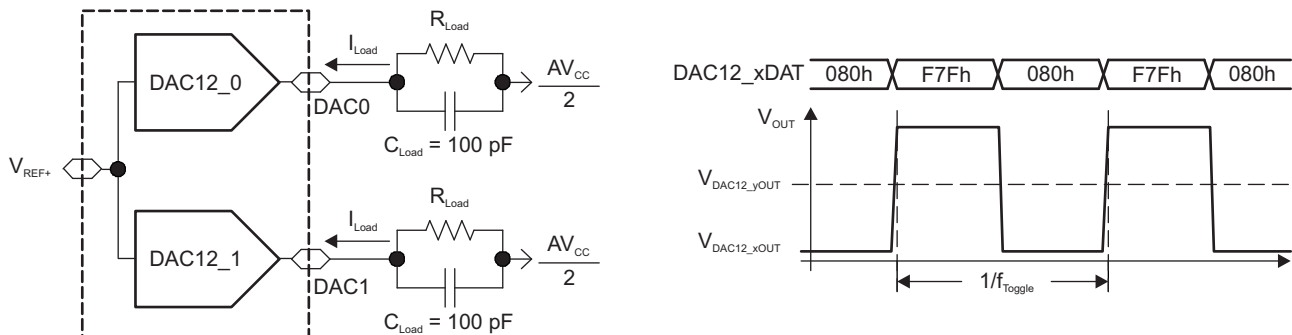 R_Load
I_Load
AV_CC
DAC12_0
2
DAC0
C_Load = 100 pF
V_REF+
R_Load
I_Load
AV_CC
DAC12_1
2
DAC1
C_Load = 100 pF
DAC12_xDAT 080h F7Fh 080h F7Fh 080h
V_OUT
V_DAC12_yOUT
V_DAC12_xOUT
1/f_Toggle